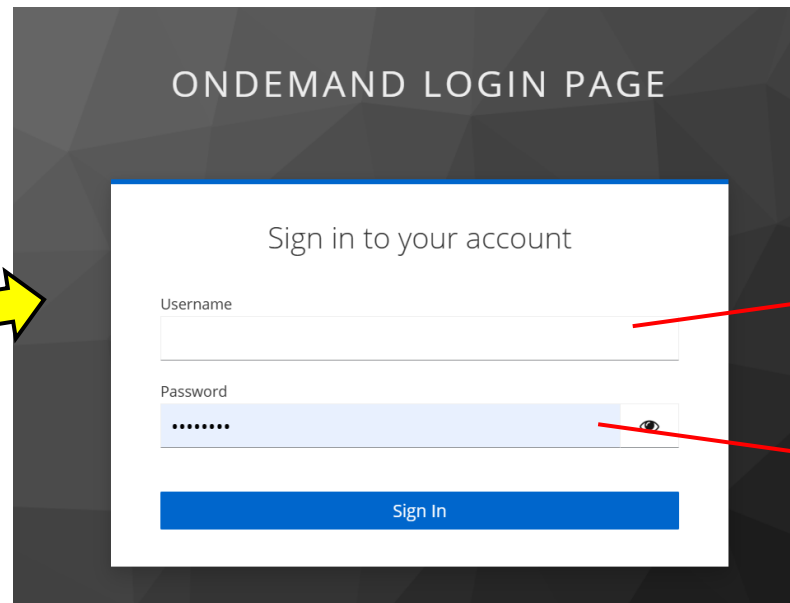 ONDEMAND LOGIN PAGE
Sign in to your account
Username
Password
••••••••
Sign In